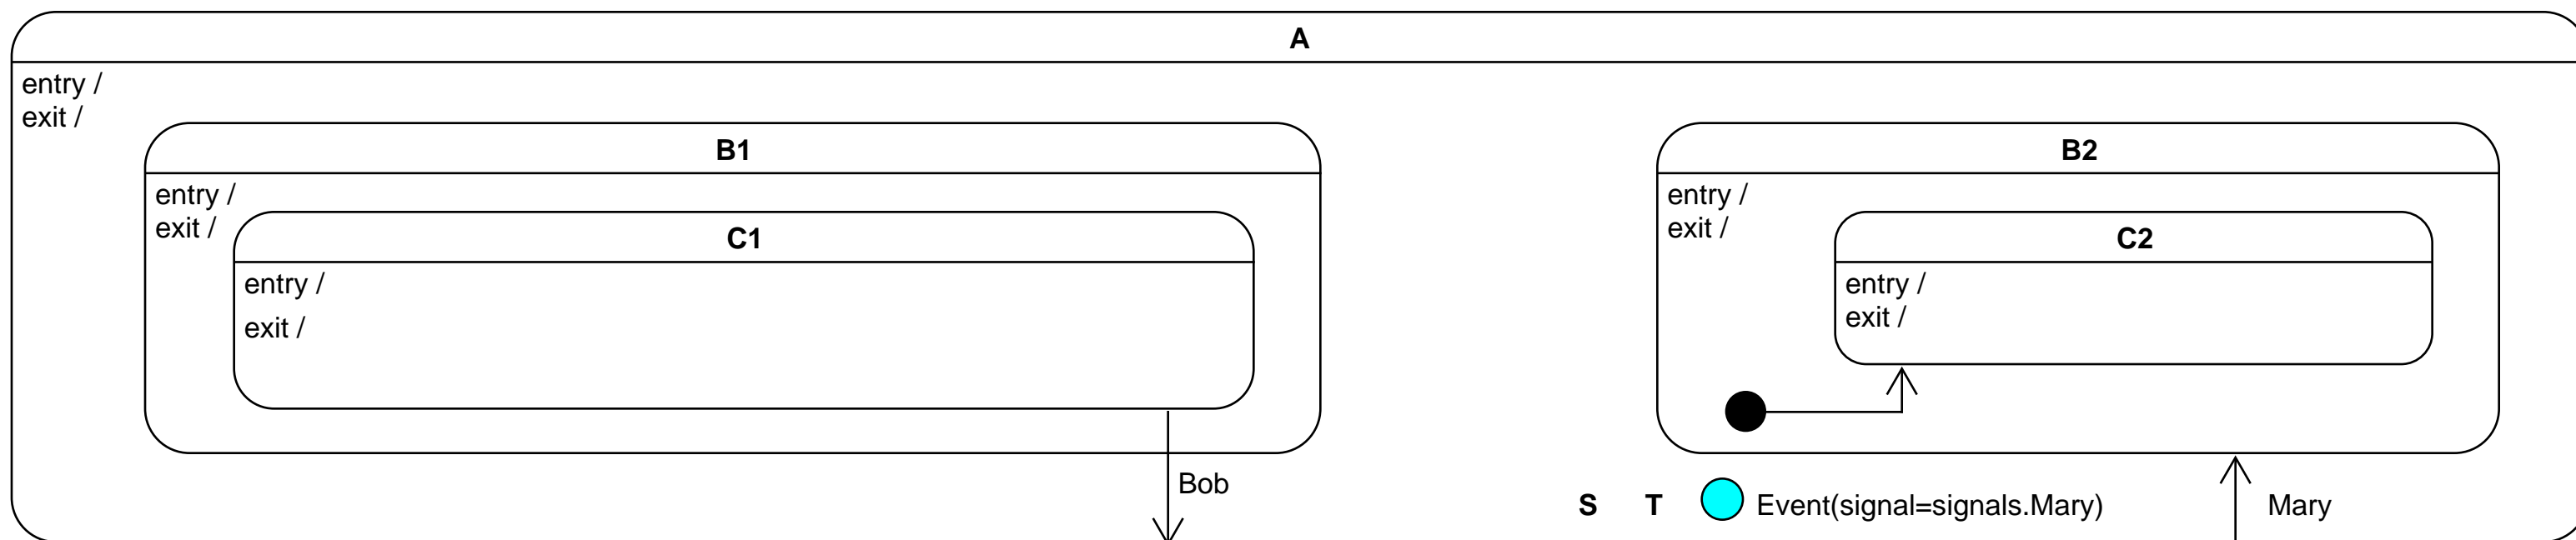 A
entry /
exit /
B1
entry /
exit /
C1
entry /
exit /
Bob
B2
entry /
exit /
C2
entry /
exit /
S T Event(signal=signals.Mary)
Mary